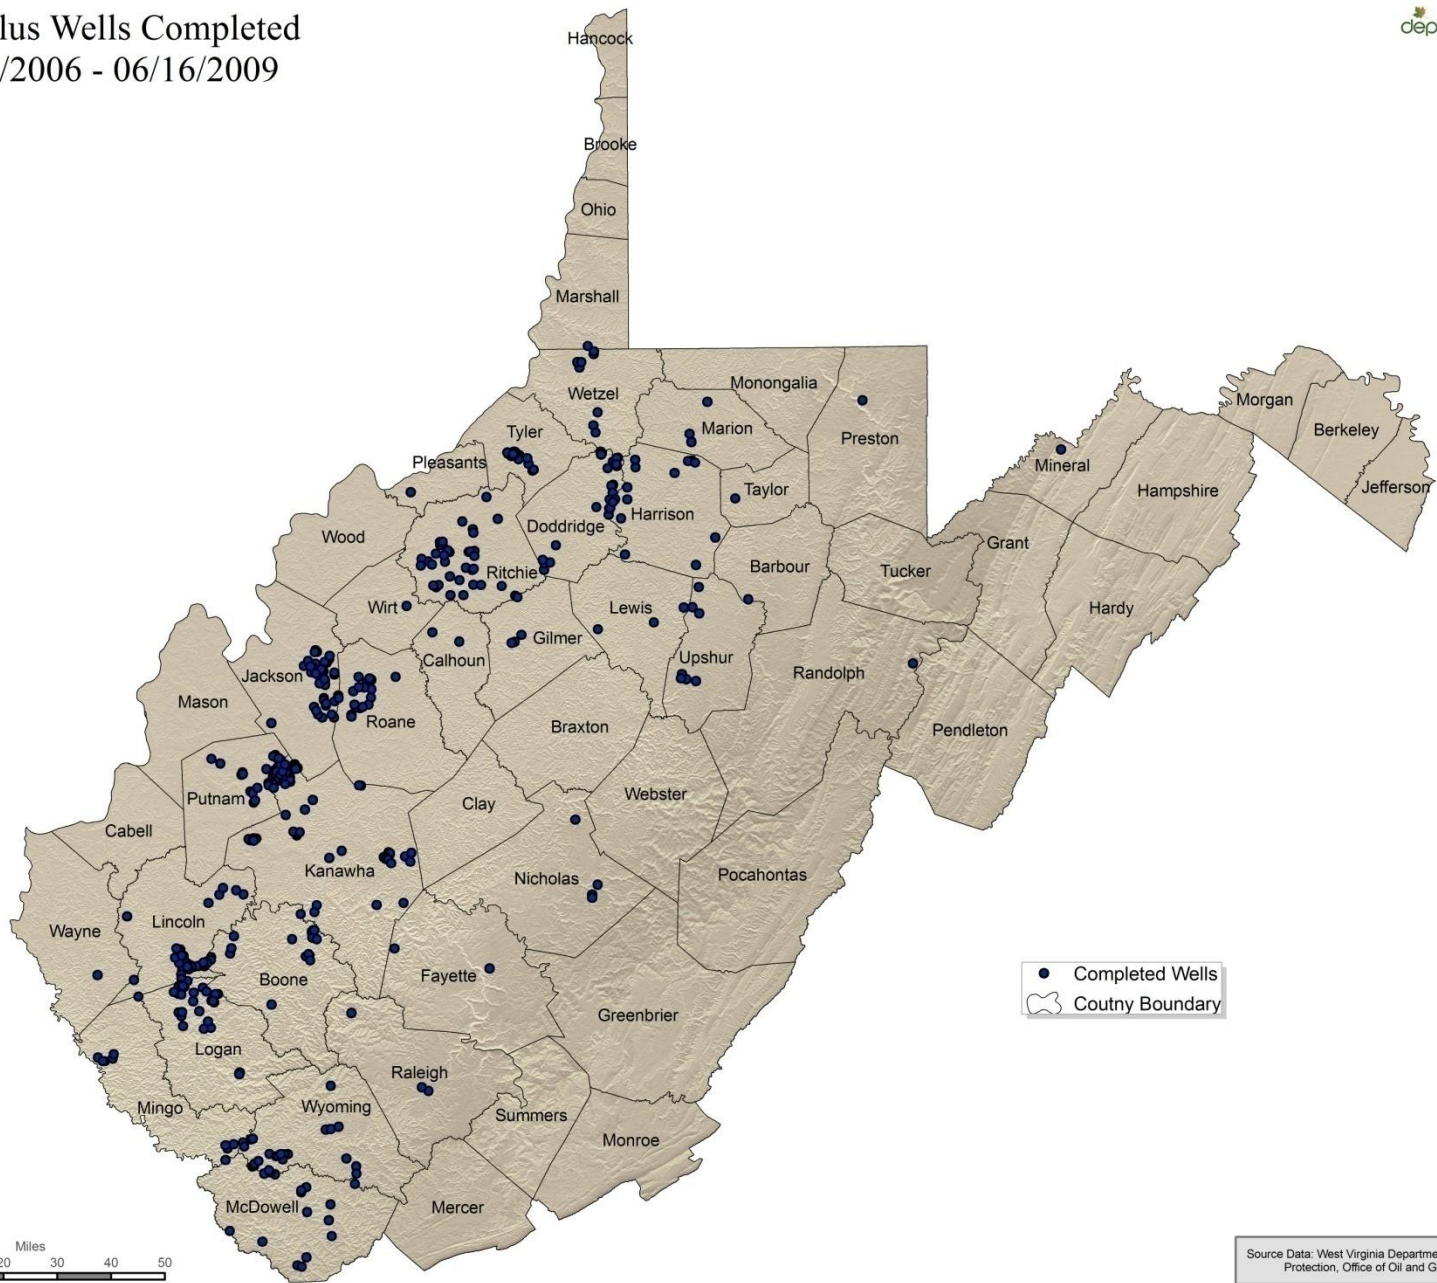 lus Wells Completed
/2006 - 06/16/2009
dep
Hancock
Brooke
Ohio
Marshall
Wetzel
Monongalia
Marion
Preston
Morgan
Berkeley
Jefferson
Mineral
Hampshire
Tyler
Pleasants
Taylor
Harrison
Doddridge
Wood
Ritchie
Barbour
Tucker
Grant
Hardy
Wirt
Lewis
Gilmer
Calhoun
Upshur
Randolph
Jackson
Mason
Roane
Braxton
Pendleton
Webster
Putnam
Clay
Cabell
Kanawha
Nicholas
Pocahontas
Lincoln
Wayne
Boone
Fayette
Greenbrier
Completed Wells
Coutny Boundary
Logan
Raleigh
Mingo
Wyoming
Summers
Monroe
McDowell
Mercer
Miles
20 30 40 50
Source Data: West Virginia Departme
Protection, Office of Oil and G